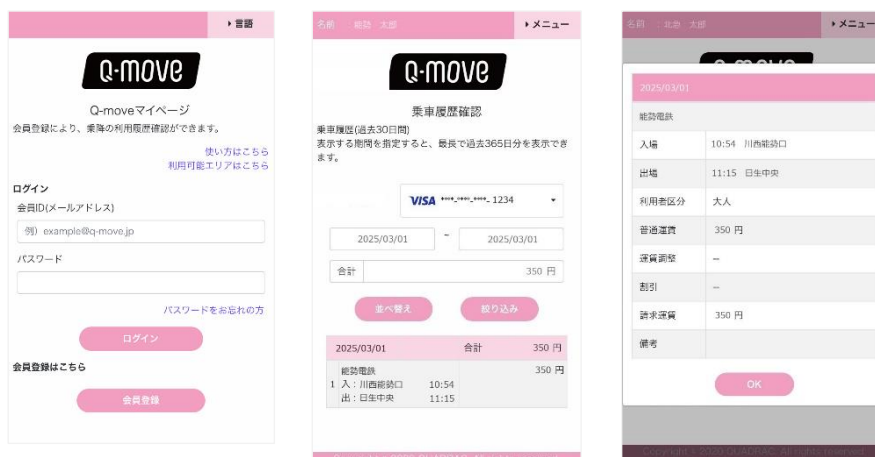 言語
Q-move
Q-moveマイページ
会員登録により、乗降の利用履歴確認ができます。
使い方はこちら
利用可能エリアはこちら
ログイン
会員ID(メールアドレス)
例）example@q-move.jp
パスワード
パスワードをお忘れの方
ログイン
会員登録はこちら
会員登録
名前 能勢 太郎
メニュー
Q-move
乗車履歴確認
乗車履歴(過去30日間)
表示する期間を指定すると、最長で過去365日分を表示でき
ます。
VISA ****-****-****- 1234
2025/03/01 ~ 2025/03/01
合計 350 円
並べ替え 絞り込み
2025/03/01 合計 350 円
能勢電鉄 350 円
1 入：川西能勢口 10:54
出：日生中央 11:15
名前 : 北急 太郎
メニュー
2025/03/01
能勢電鉄
入場 10:54 川西能勢口
出場 11:15 日生中央
利用者区分 大人
普通運賃 350 円
運賃調整 –
割引 –
請求運賃 350 円
備考
OK
Copyright © 2020 QUADRAC. All rights reserved.